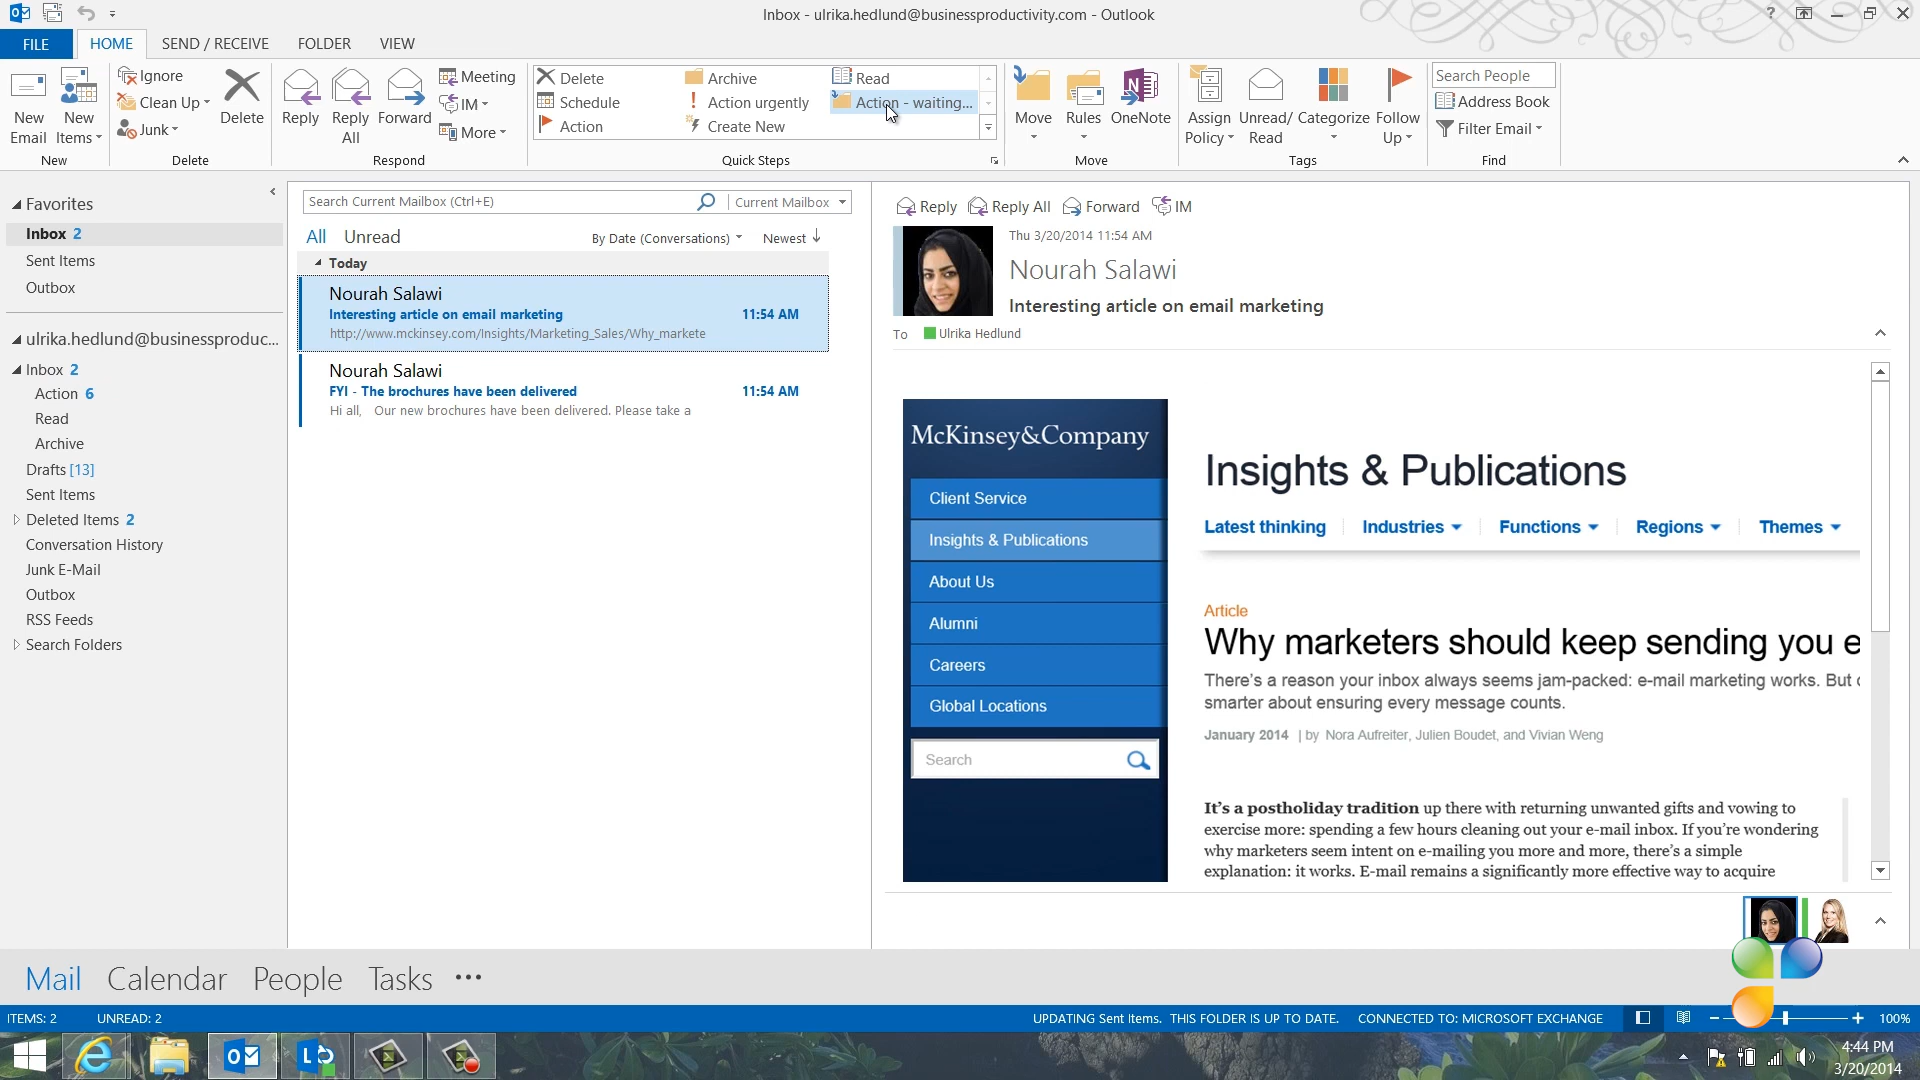 Inbox - ulrika.hedlund@businessproductivity.com - Outlook
?
FILE HOME SEND / RECEIVE FOLDER VIEW
New Email
New Items
New
Ignore
Clean Up
Junk
Delete
Delete
Reply
Reply All
Forward
Meeting
IM
More
Respond
Delete Archive Read
Schedule Action urgently Action - waiting...
Action Create New
Quick Steps
Move
Rules
OneNote
Move
Assign Policy
Unread/ Read
Categorize
Follow Up
Tags
Search People
Address Book
Filter Email
Find
Favorites
Inbox 2
Sent Items
Outbox
ulrika.hedlund@businessproduc...
Inbox 2
Action 6
Read
Archive
Drafts [13]
Sent Items
Deleted Items 2
Conversation History
Junk E-Mail
Outbox
RSS Feeds
Search Folders
Search Current Mailbox (Ctrl+E) Current Mailbox
All Unread By Date (Conversations) Newest
Today
Nourah Salawi
Interesting article on email marketing 11:54 AM
http://www.mckinsey.com/Insights/Marketing_Sales/Why_markete
Nourah Salawi
FYI - The brochures have been delivered 11:54 AM
Hi all, Our new brochures have been delivered. Please take a
Reply Reply All Forward IM
Thu 3/20/2014 11:54 AM
Nourah Salawi
Interesting article on email marketing
To Ulrika Hedlund
McKinsey&Company
Client Service
Insights & Publications
About Us
Alumni
Careers
Global Locations
Search
Insights & Publications
Latest thinking Industries Functions Regions Themes
Article
Why marketers should keep sending you e
There's a reason your inbox always seems jam-packed: e-mail marketing works. But c
smarter about ensuring every message counts.
January 2014 | by Nora Aufreiter, Julien Boudet, and Vivian Weng
It's a postholiday tradition up there with returning unwanted gifts and vowing to
exercise more: spending a few hours cleaning out your e-mail inbox. If you're wondering
why marketers seem intent on e-mailing you more and more, there's a simple
explanation: it works. E-mail remains a significantly more effective way to acquire
Mail Calendar People Tasks ...
ITEMS: 2 UNREAD: 2 UPDATING Sent Items. THIS FOLDER IS UP TO DATE. CONNECTED TO: MICROSOFT EXCHANGE 100%
4:44 PM
3/20/2014